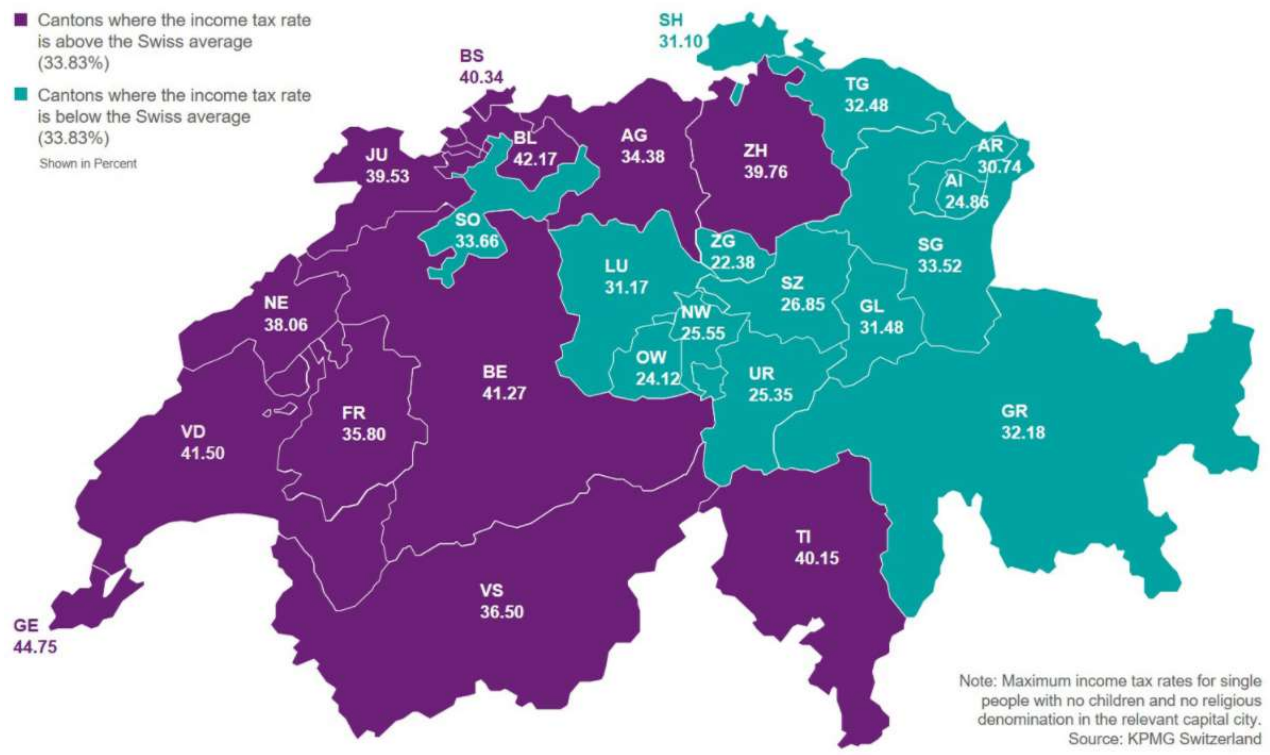 Cantons where the income tax rate
is above the Swiss average
(33.83%)
Cantons where the income tax rate
is below the Swiss average
(33.83%)
Shown in Percent
SH
31.10
BS
40.34
TG
32.48
BL
42.17
AG
34.38
ZH
39.76
AR
30.74
JU
39.53
AI
24.86
SO
33.66
ZG
22.38
SG
33.52
LU
31.17
SZ
26.85
NE
38.06
NW
25.55
GL
31.48
OW
24.12
BE
41.27
UR
25.35
FR
35.80
GR
32.18
VD
41.50
TI
40.15
VS
36.50
GE
44.75
Note: Maximum income tax rates for single
people with no children and no religious
denomination in the relevant capital city.
Source: KPMG Switzerland